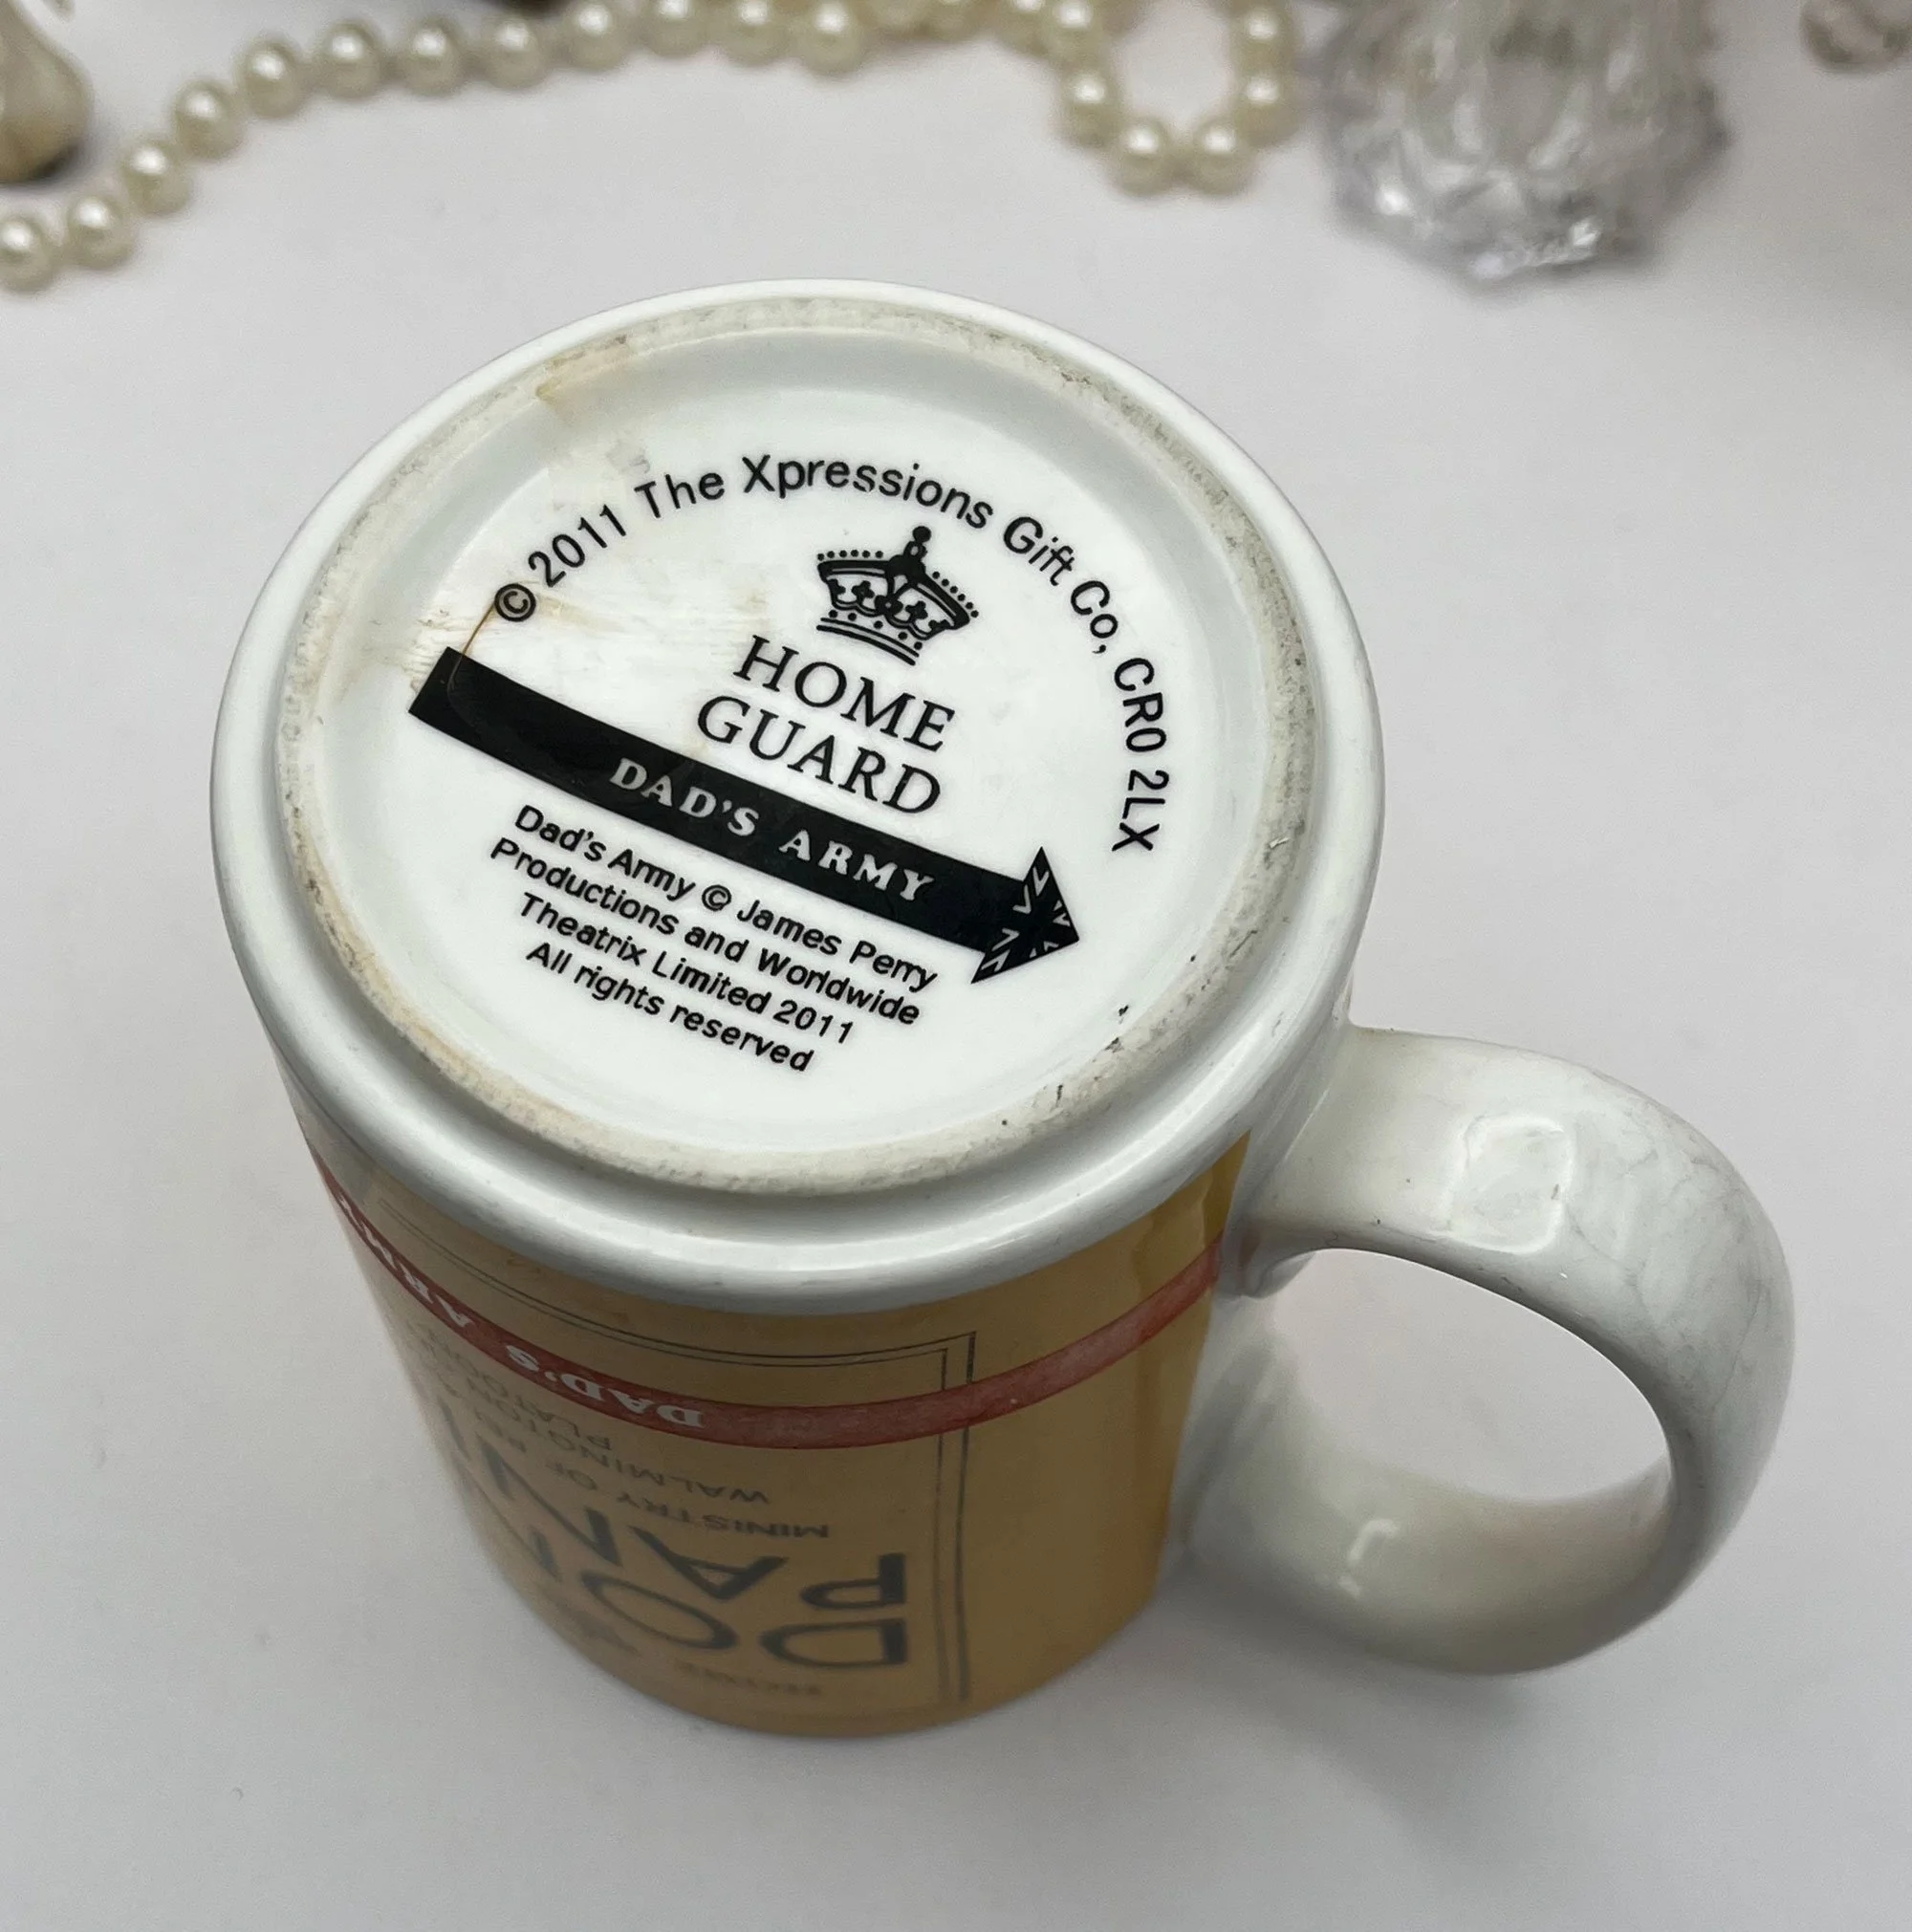 © 2011 The Xpressions Gift Co, CR0 2LX
HOME
GUARD
DAD'S ARMY
Dad's Army © James Perry
Productions and Worldwide
Theatrix Limited 2011
All rights reserved
DAD'S ARMY
WALMINGTON
MINISTRY OF